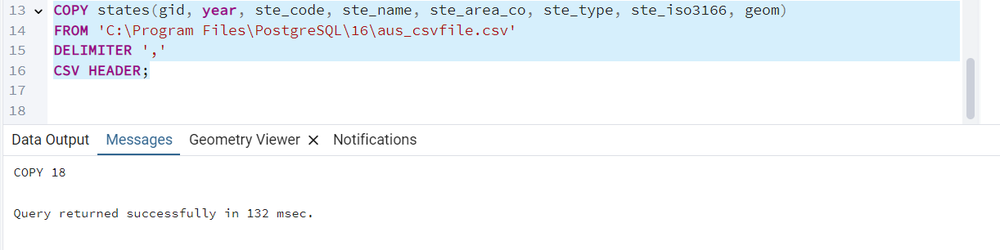 13 COPY states(gid, year, ste_code, ste_name, ste_area_co, ste_type, ste_iso3166, geom)
14 FROM 'C:\Program Files\PostgreSQL\16\aus_csvfile.csv'
15 DELIMITER ','
16 CSV HEADER;
17
18
Data Output Messages Geometry Viewer × Notifications
COPY 18
Query returned successfully in 132 msec.